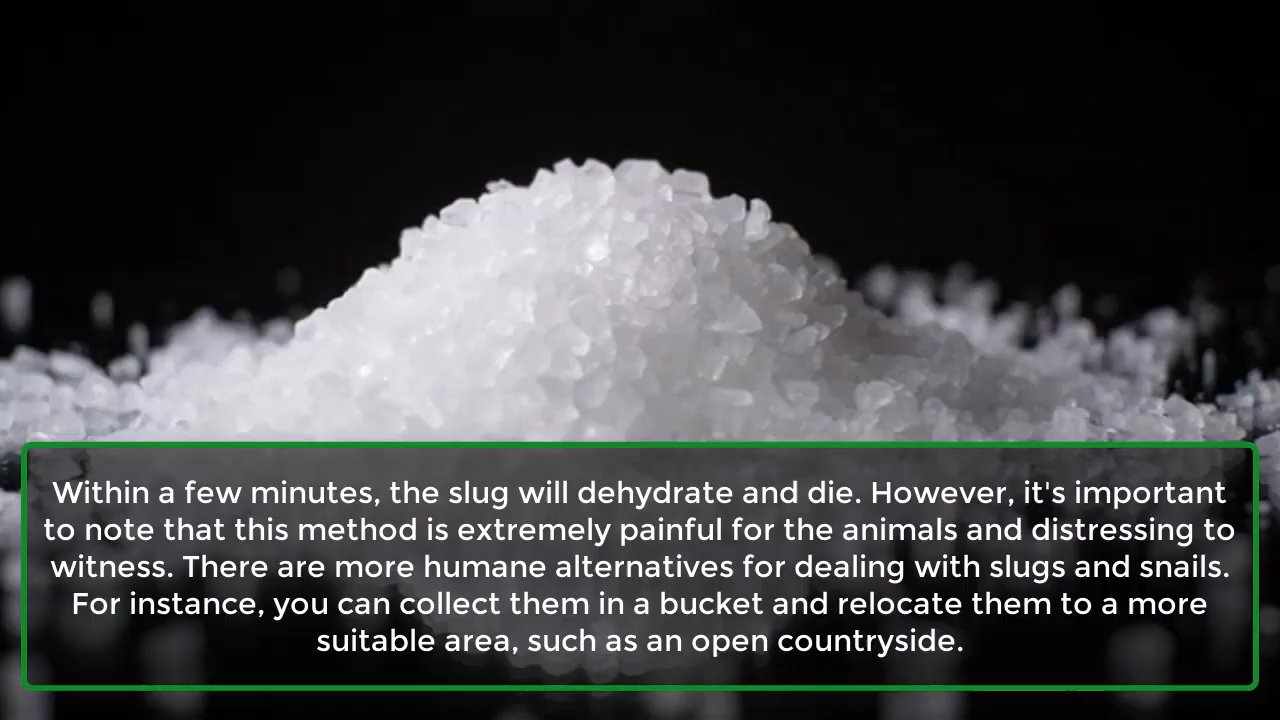 Within a few minutes, the slug will dehydrate and die. However, it's important
to note that this method is extremely painful for the animals and distressing to
witness. There are more humane alternatives for dealing with slugs and snails.
For instance, you can collect them in a bucket and relocate them to a more
suitable area, such as an open countryside.